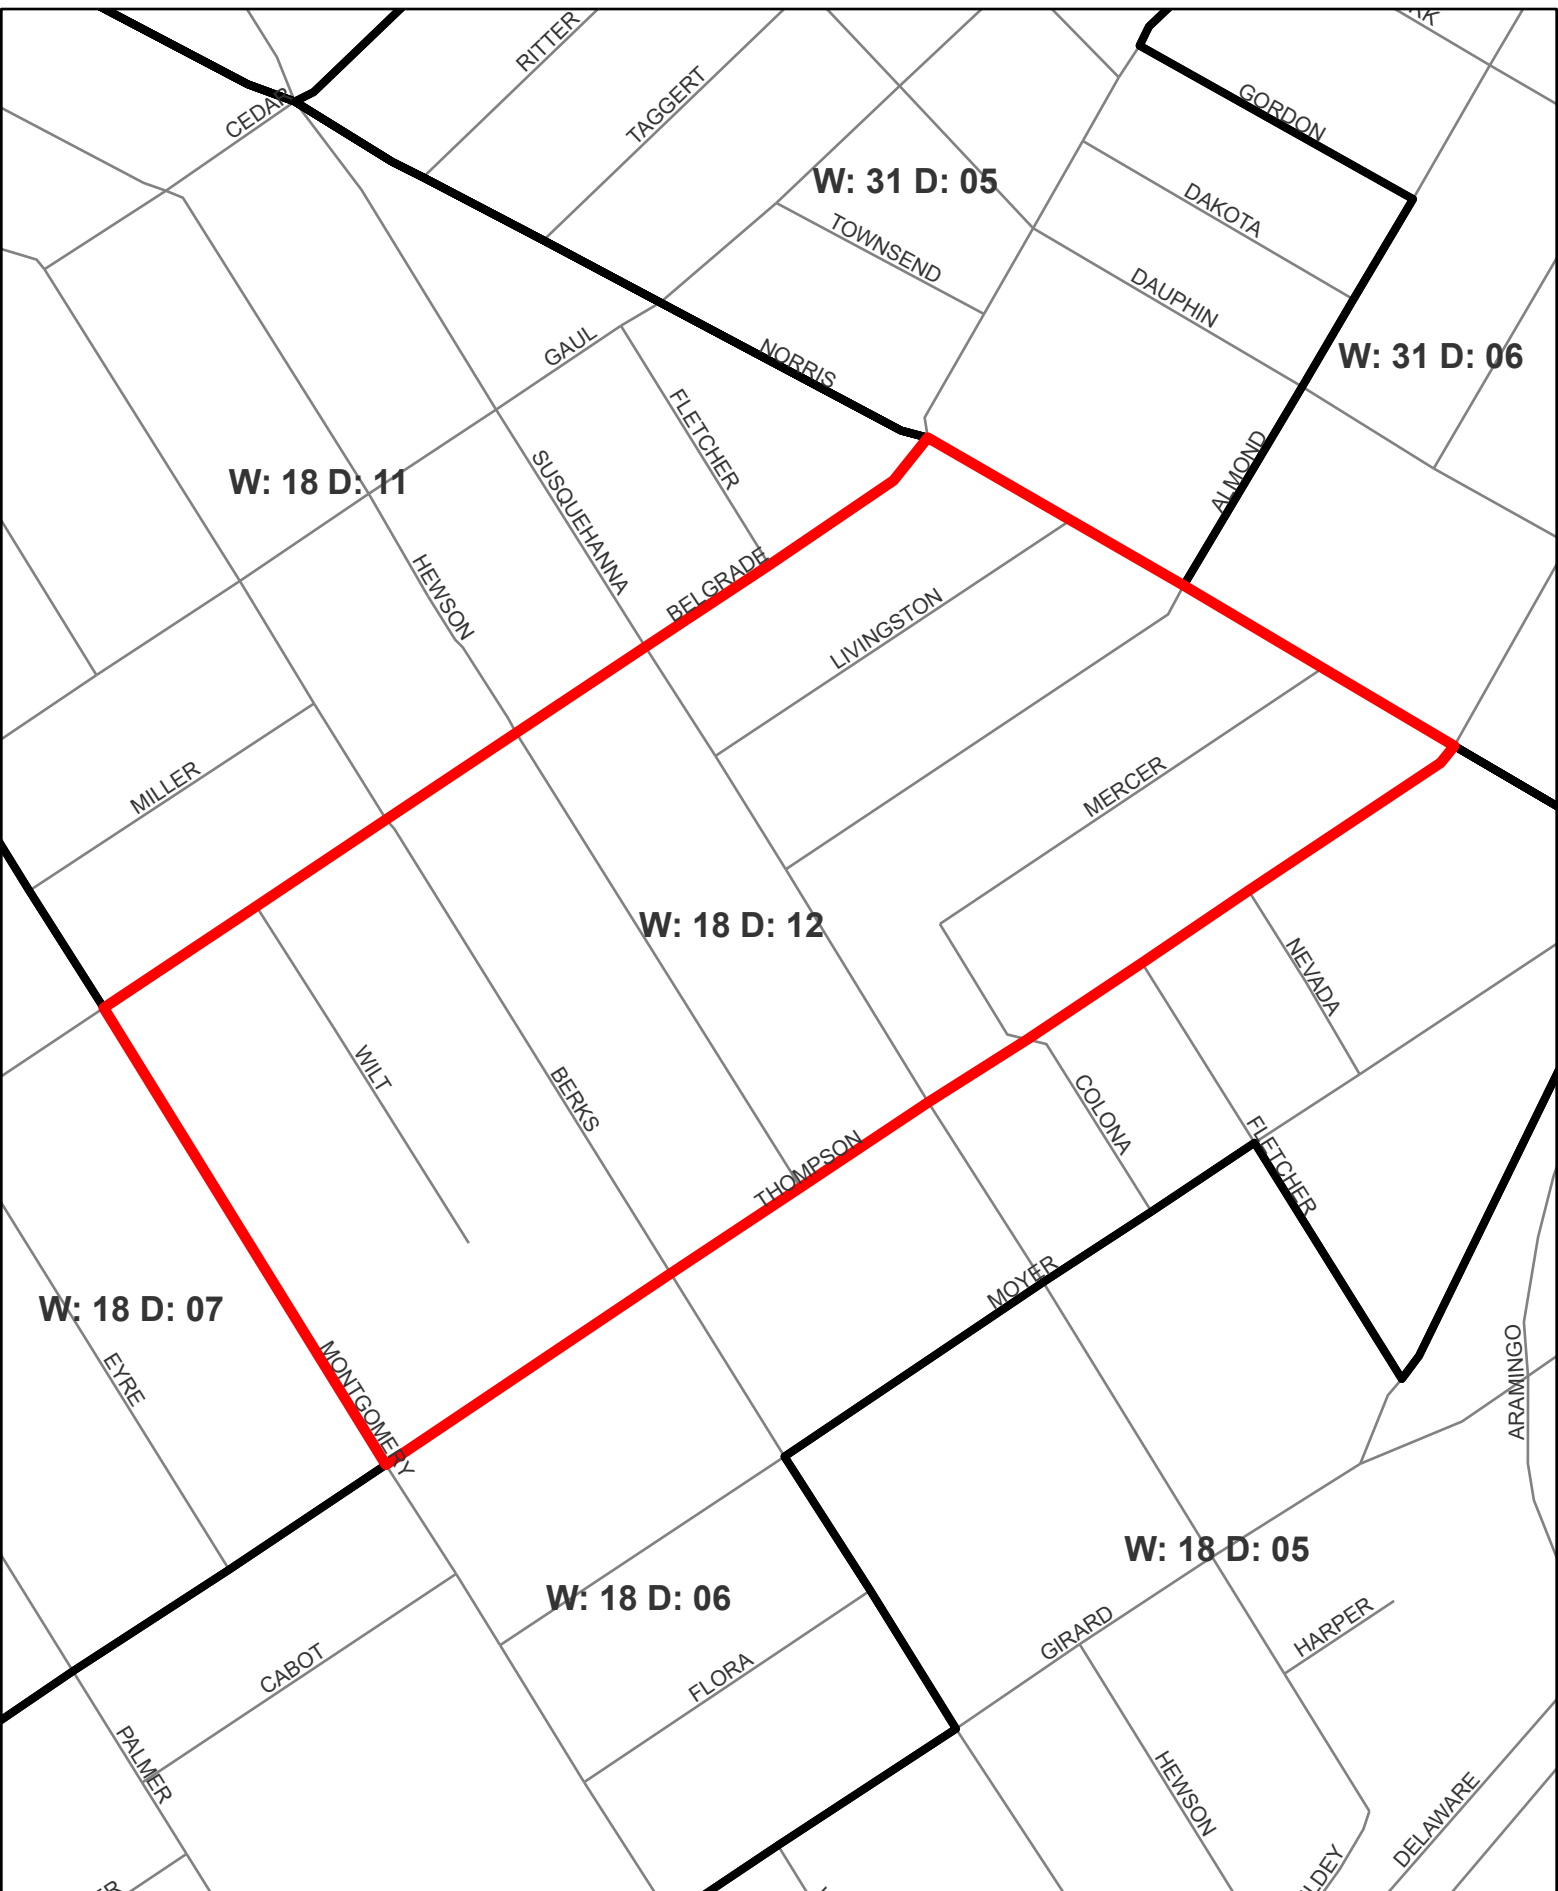 RITTER
CEDAR
TAGGERT
GORDON
W: 31 D: 05
DAKOTA
TOWNSEND
DAUPHIN
GAUL
NORRIS
W: 31 D: 06
FLETCHER
ALMOND
W: 18 D: 11
SUSQUEHANNA
HEWSON
BELGRADE
LIVINGSTON
MILLER
MERCER
W: 18 D: 12
NEVADA
WILT
BERKS
COLONA
THOMPSON
FLETCHER
MOYER
W: 18 D: 07
EYRE
MONTGOMERY
ARAMINGO
W: 18 D: 05
W: 18 D: 06
GIRARD
HARPER
CABOT
FLORA
PALMER
HEWSON
DELAWARE